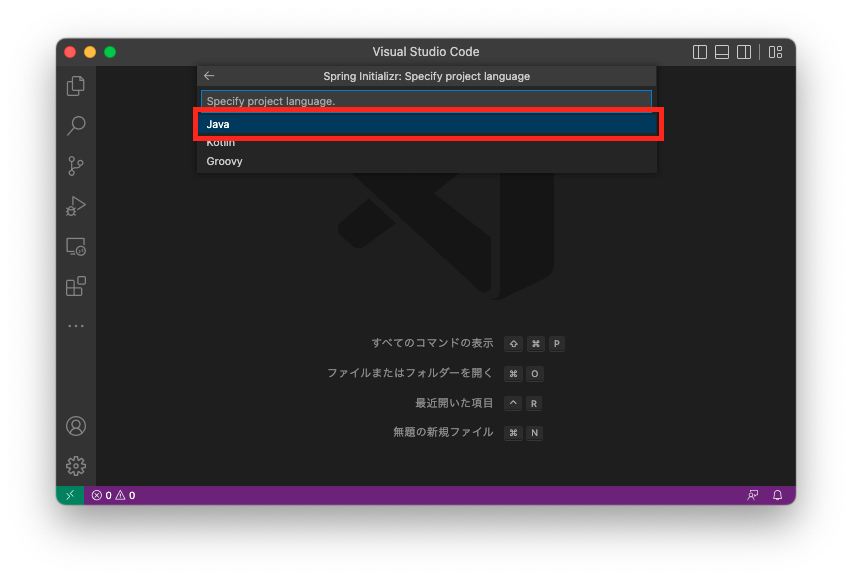 Visual Studio Code
Spring Initializr: Specify project language
Specify project language.
Java
Kotlin
Groovy
すべてのコマンドの表示 ⇧ ⌘ P
ファイルまたはフォルダーを開く ⌘ O
最近開いた項目 ^ R
無題の新規ファイル ⌘ N
0 0